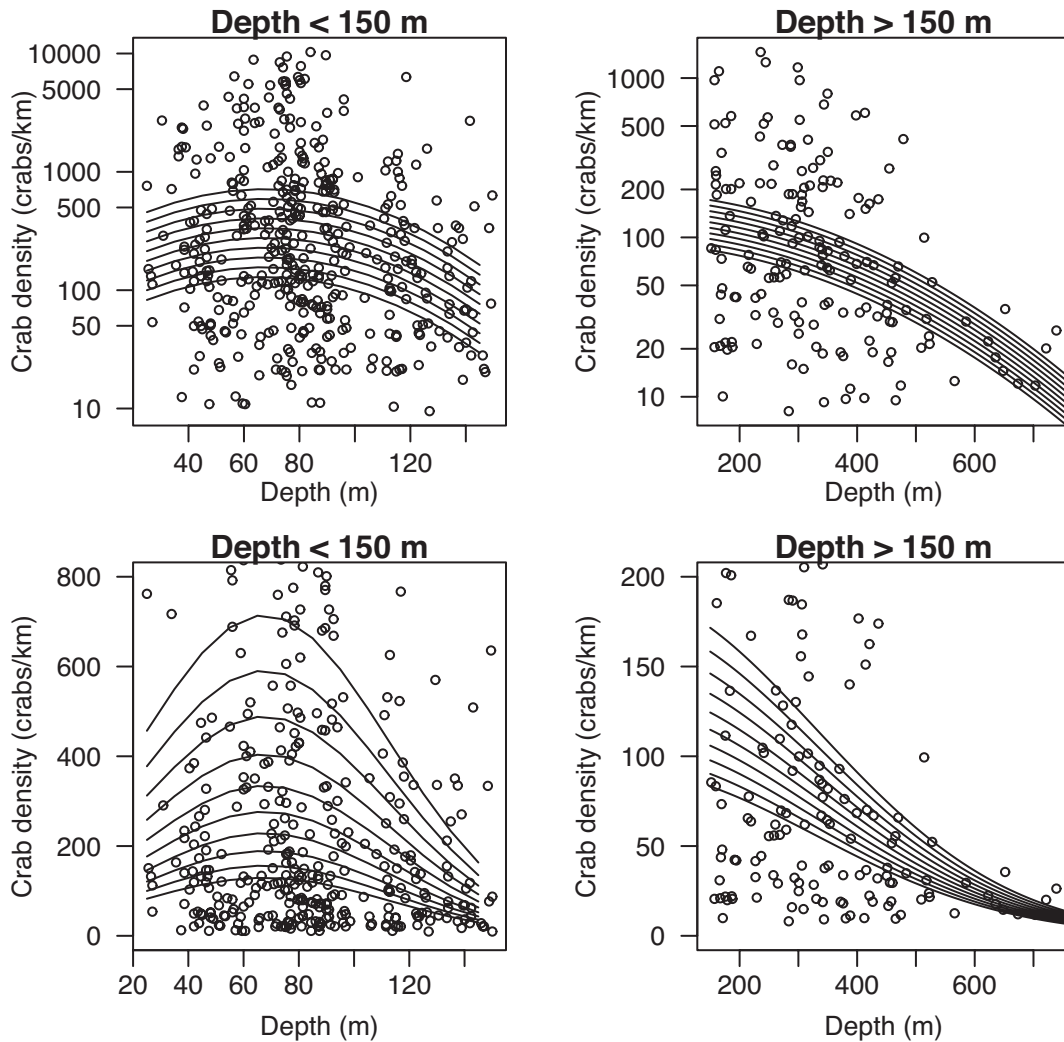 Depth < 150 m
Crab density (crabs/km)
10000
5000
1000
500
100
50
10
40 60 80 120
Depth (m)
Depth > 150 m
Crab density (crabs/km)
1000
500
200
100
50
20
10
200 400 600
Depth (m)
Depth < 150 m
Crab density (crabs/km)
800
600
400
200
0
20 40 60 80 120
Depth (m)
Depth > 150 m
Crab density (crabs/km)
200
150
100
50
0
200 400 600
Depth (m)